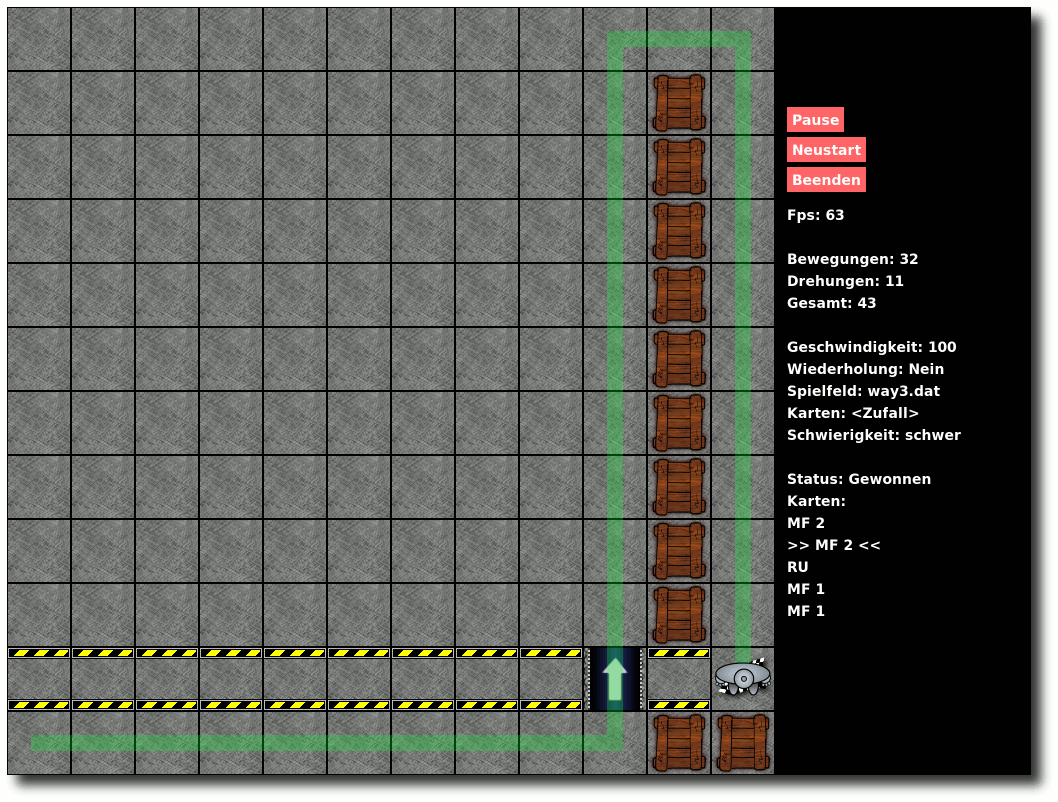 Pause
Neustart
Beenden
Fps: 63
Bewegungen: 32
Drehungen: 11
Gesamt: 43
Geschwindigkeit: 100
Wiederholung: Nein
Spielfeld: way3.dat
Karten: <Zufall>
Schwierigkeit: schwer
Status: Gewonnen
Karten:
MF 2
>> MF 2 <<
RU
MF 1
MF 1